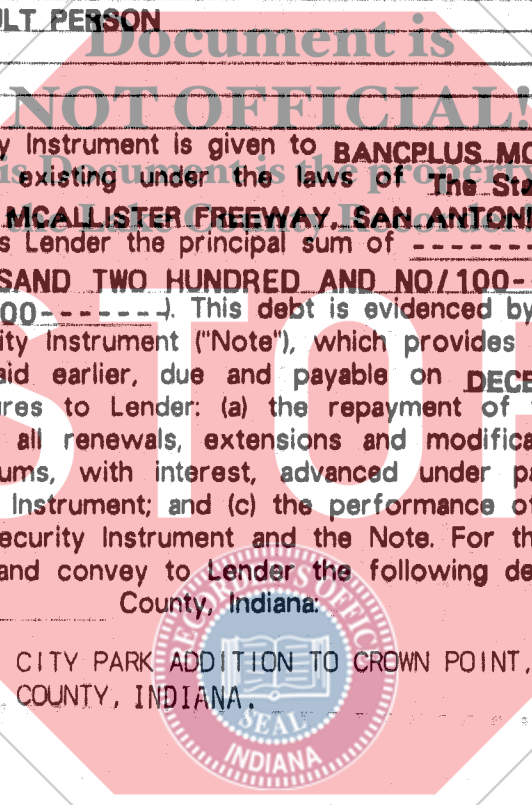 ULT PERSON
Document is
NOT OFFICIAL!
y Instrument is given to BANCPLUS MO
is Document is the property
existing under the laws of The Sta
MCALLISTER FREEWAY, SAN ANTONI
the Lake County Recorder
s Lender the principal sum of --------
SAND TWO HUNDRED AND NO/100--
00-------). This debt is evidenced by
ity Instrument ("Note"), which provides
aid earlier, due and payable on DECE
ures to Lender: (a) the repayment of
all renewals, extensions and modifica
ums, with interest, advanced under pa
Instrument; and (c) the performance of
ecurity Instrument and the Note. For th
and convey to Lender the following de
County, Indiana:
STOP
CITY PARK ADDITION TO CROWN POINT,
COUNTY, INDIANA.
RECORDER'S OFFICE
SEAL
INDIANA